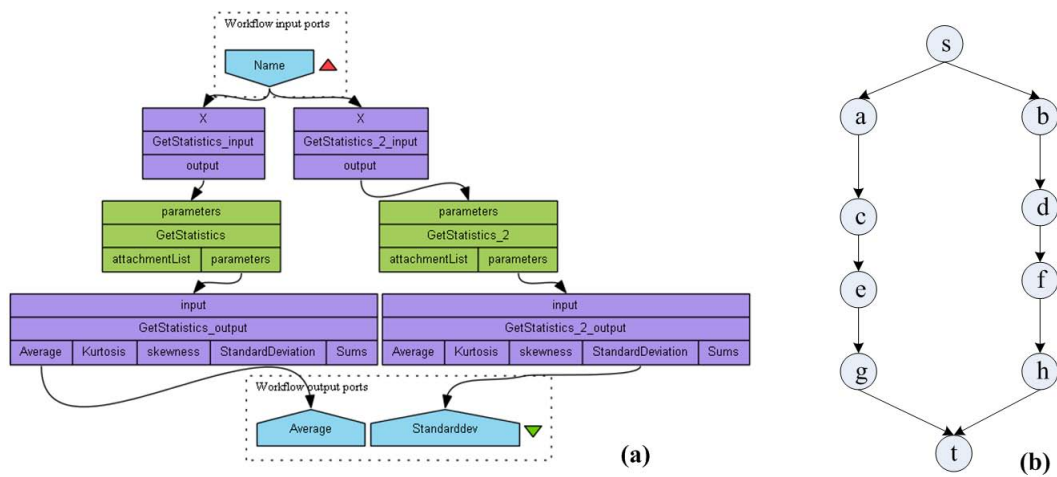 Workflow input ports
Name
X
GetStatistics_input
output
X
GetStatistics_2_input
output
parameters
GetStatistics
attachmentList parameters
parameters
GetStatistics_2
attachmentList parameters
input
GetStatistics_output
Average Kurtosis skewness StandardDeviation Sums
input
GetStatistics_2_output
Average Kurtosis skewness StandardDeviation Sums
Workflow output ports
Average
Standarddev
(a)
s
a
b
c
d
e
f
g
h
t
(b)